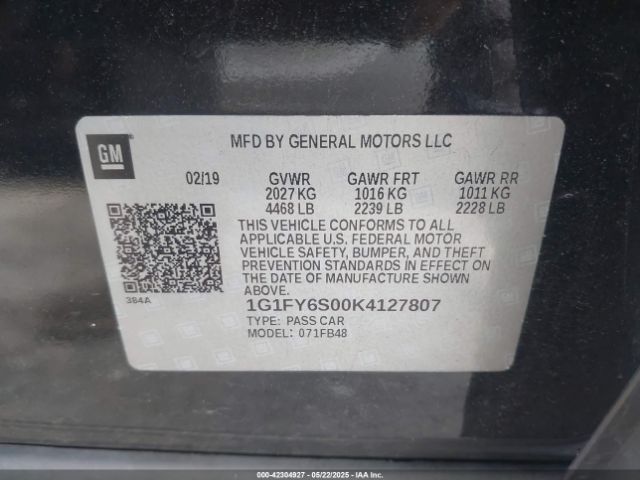 GM
MFD BY GENERAL MOTORS LLC
02/19 GVWR GAWR FRT GAWR RR
2027 KG 1016 KG 1011 KG
4468 LB 2239 LB 2228 LB
THIS VEHICLE CONFORMS TO ALL
APPLICABLE U.S. FEDERAL MOTOR
VEHICLE SAFETY, BUMPER, AND THEFT
PREVENTION STANDARDS IN EFFECT ON
THE DATE OF MANUFACTURE SHOWN
ABOVE.
384A
1G1FY6S00K4127807
TYPE: PASS CAR
MODEL: 071FB48
000-42304927 - 05/22/2025 - IAAI.COM